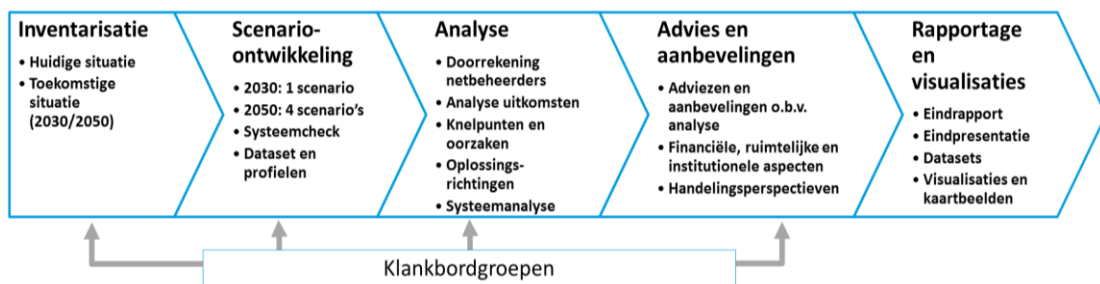 Inventarisatie
• Huidige situatie
• Toekomstige
situatie
(2030/2050)
Scenario-
ontwikkeling
• 2030: 1 scenario
• 2050: 4 scenario's
• Systeemcheck
• Dataset en
profielen
Analyse
• Doorrekening
netbeheerders
• Analyse uitkomsten
• Knelpunten en
oorzaken
• Oplossings-
richtingen
• Systeemanalyse
Advies en
aanbevelingen
• Adviezen en
aanbevelingen o.b.v.
analyse
• Financiële, ruimtelijke en
institutionele aspecten
• Handelingsperspectieven
Rapportage
en
visualisaties
• Eindrapport
• Eindpresentatie
• Datasets
• Visualisaties en
kaartbeelden
Klankbordgroepen